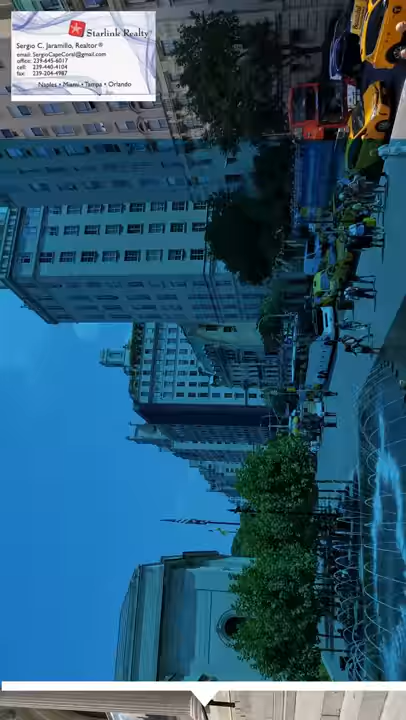 Starlink Realty
Sergio C. Jaramillo, Realtor ®
email: SergioCapeCoral@gmail.com
office: 239-645-6017
cell: 239-440-4104
fax: 239-204-4987
Naples • Miami • Tampa • Orlando